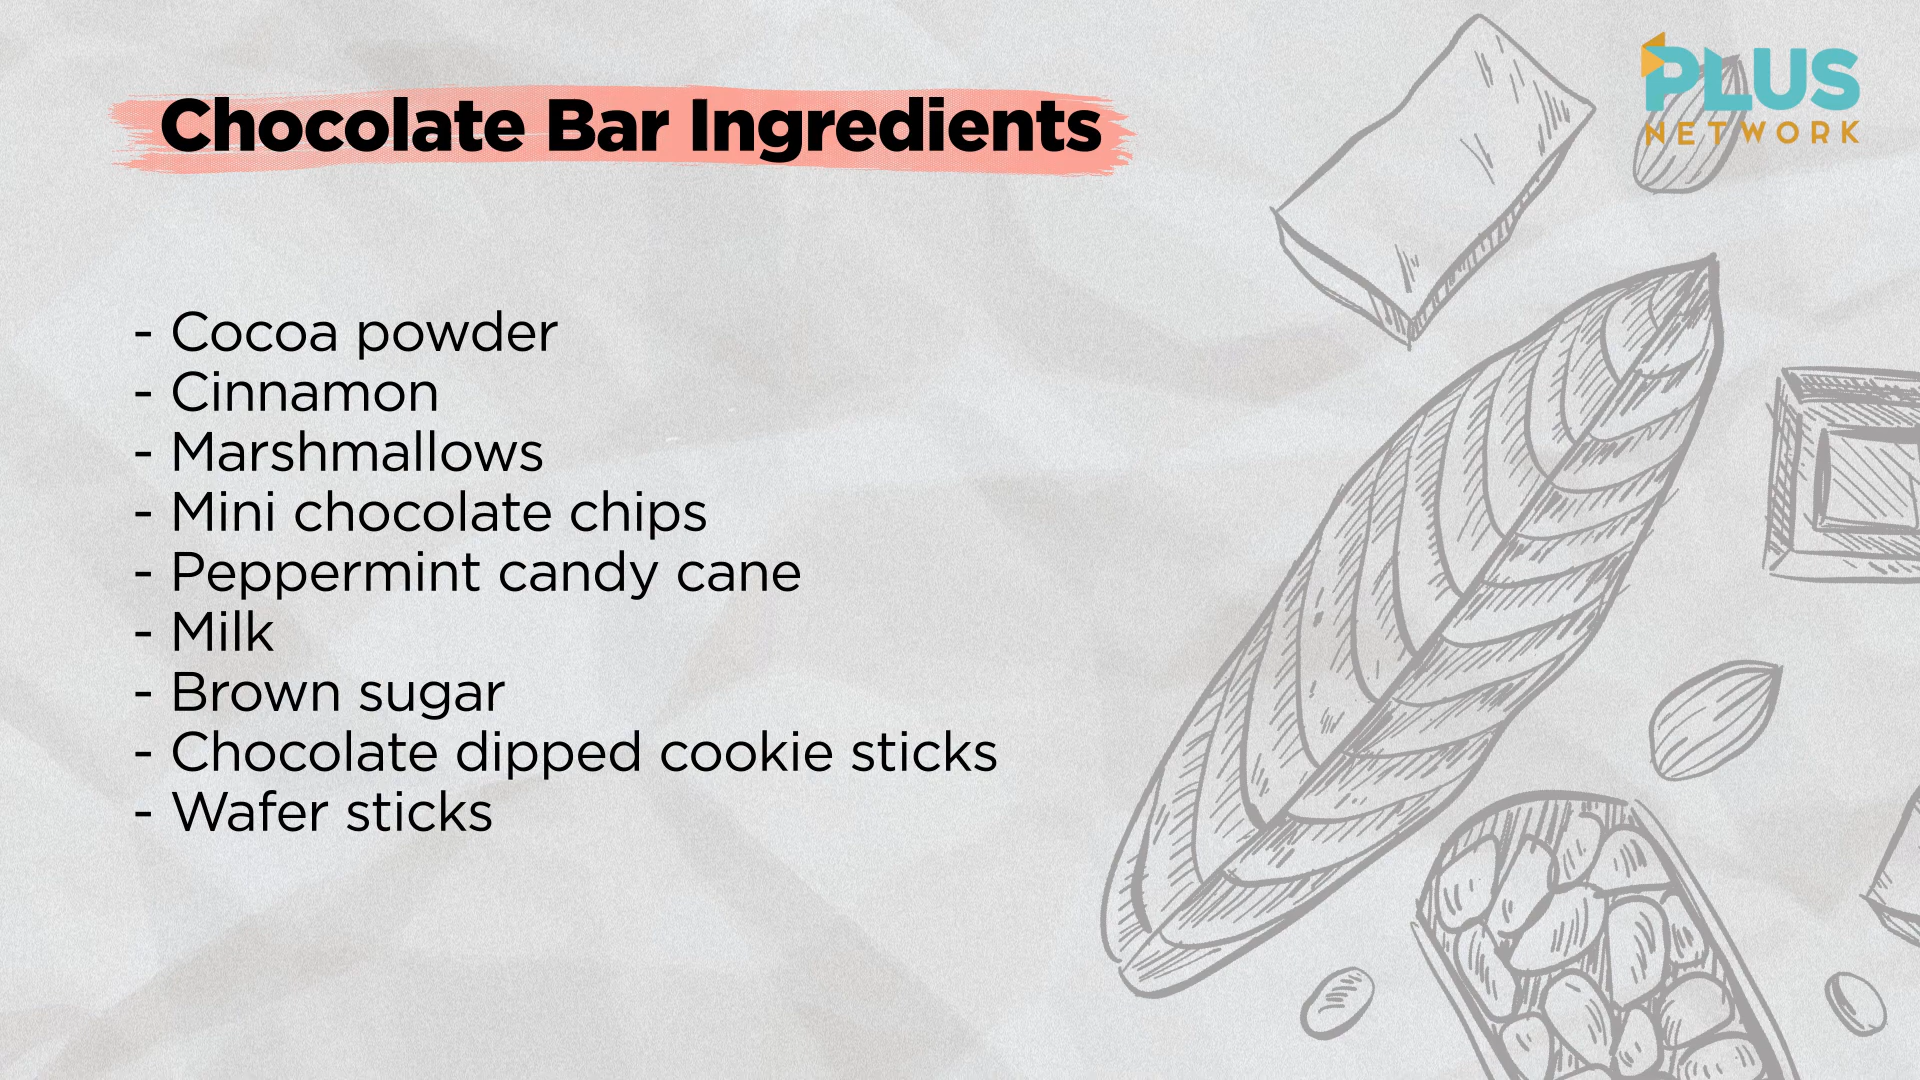 Chocolate Bar Ingredients
PLUS
NETWORK
- Cocoa powder
- Cinnamon
- Marshmallows
- Mini chocolate chips
- Peppermint candy cane
- Milk
- Brown sugar
- Chocolate dipped cookie sticks
- Wafer sticks